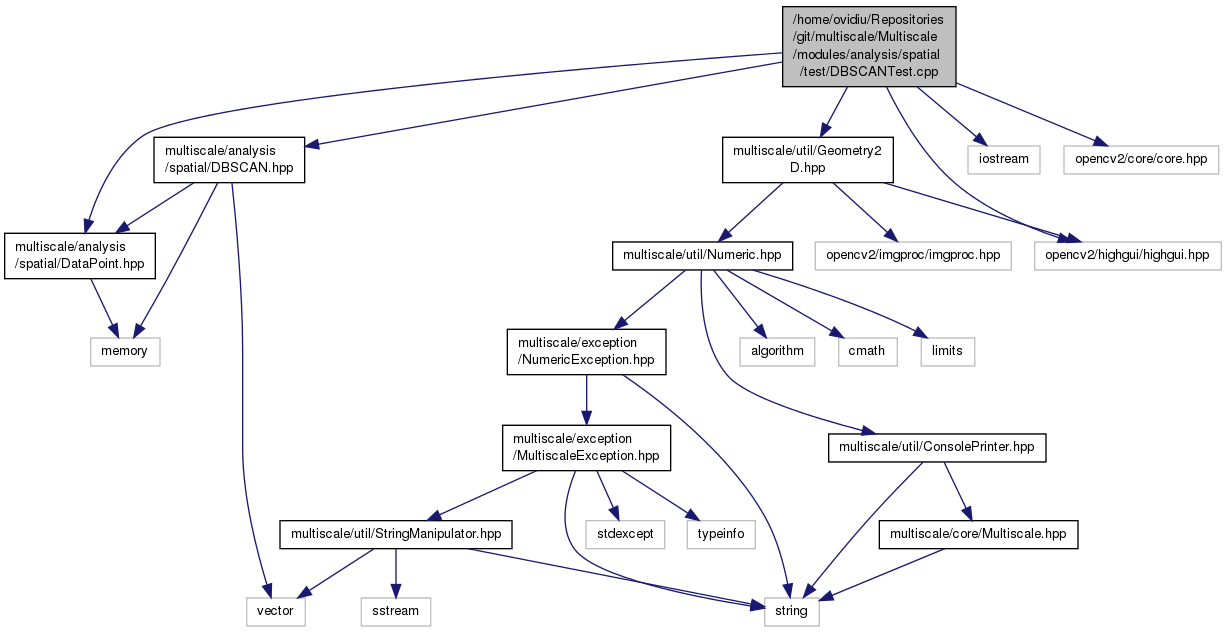 /home/ovidiu/Repositories
/git/multiscale/Multiscale
/modules/analysis/spatial
/test/DBSCANTest.cpp
multiscale/analysis
/spatial/DBSCAN.hpp
multiscale/util/Geometry2
D.hpp
iostream
opencv2/core/core.hpp
multiscale/analysis
/spatial/DataPoint.hpp
multiscale/util/Numeric.hpp
opencv2/imgproc/imgproc.hpp
opencv2/highgui/highgui.hpp
memory
multiscale/exception
/NumericException.hpp
algorithm
cmath
limits
multiscale/exception
/MultiscaleException.hpp
multiscale/util/ConsolePrinter.hpp
multiscale/util/StringManipulator.hpp
stdexcept
typeinfo
multiscale/core/Multiscale.hpp
vector
sstream
string